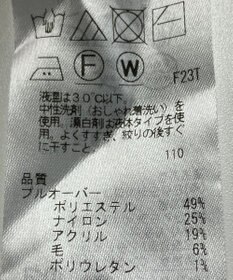 F
W
F23T
液温は30℃以下。
中性洗剤(おしゃれ着洗い)を
使用。漂白剤は液体タイプを使
用。よくすすぎ、絞りの後すぐ
に干すこと。
110
品質
プルオーバー
ポリエステル 49%
ナイロン 25%
アクリル 19%
毛 6%
ポリウレタン 1%